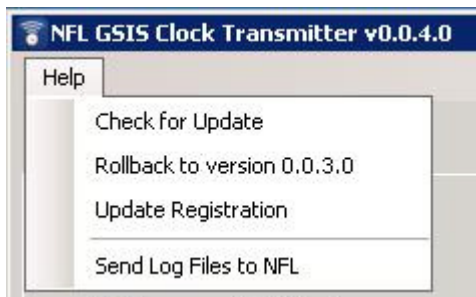 NFL GSIS Clock Transmitter v0.0.4.0
Help
Check for Update
Rollback to version 0.0.3.0
Update Registration
Send Log Files to NFL